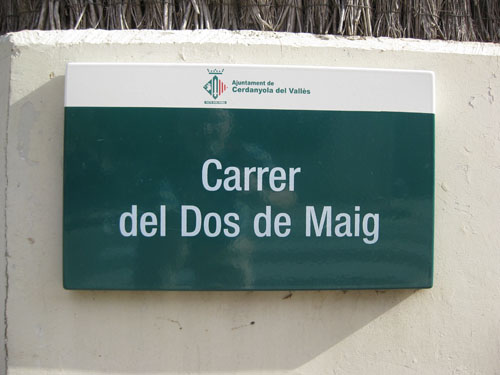 Ajuntament de
Cerdanyola del Vallès
Carrer
del Dos de Maig